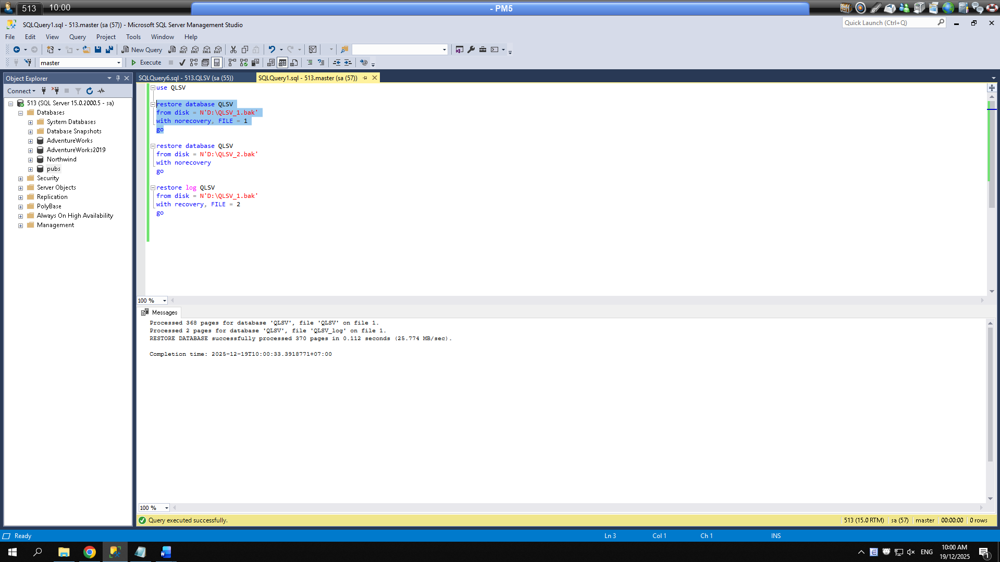 513 10:00 - PM5
SQLQuery1.sql - 513.master (sa (57)) - Microsoft SQL Server Management Studio
Quick Launch (Ctrl+Q)
File Edit View Query Project Tools Window Help
New Query MDX DMX XMLA DAX
master Execute
Object Explorer
Connect
513 (SQL Server 15.0.2000.5 - sa)
Databases
System Databases
Database Snapshots
AdventureWorks
AdventureWorks2019
Northwind
pubs
Security
Server Objects
Replication
PolyBase
Always On High Availability
Management
SQLQuery6.sql - 513.QLSV (sa (55)) SQLQuery1.sql - 513.master (sa (57))
use QLSV
restore database QLSV
from disk = N'D:\QLSV_1.bak'
with norecovery, FILE = 1
go
restore database QLSV
from disk = N'D:\QLSV_2.bak'
with norecovery
go
restore log QLSV
from disk = N'D:\QLSV_1.bak'
with recovery, FILE = 2
go
100 %
Messages
Processed 368 pages for database 'QLSV', file 'QLSV' on file 1.
Processed 2 pages for database 'QLSV', file 'QLSV_log' on file 1.
RESTORE DATABASE successfully processed 370 pages in 0.112 seconds (25.774 MB/sec).
Completion time: 2025-12-19T10:00:33.3918771+07:00
100 %
Query executed successfully. 513 (15.0 RTM) sa (57) master 00:00:00 0 rows
Ready Ln 3 Col 1 Ch 1 INS
ENG 10:00 AM
19/12/2025
1